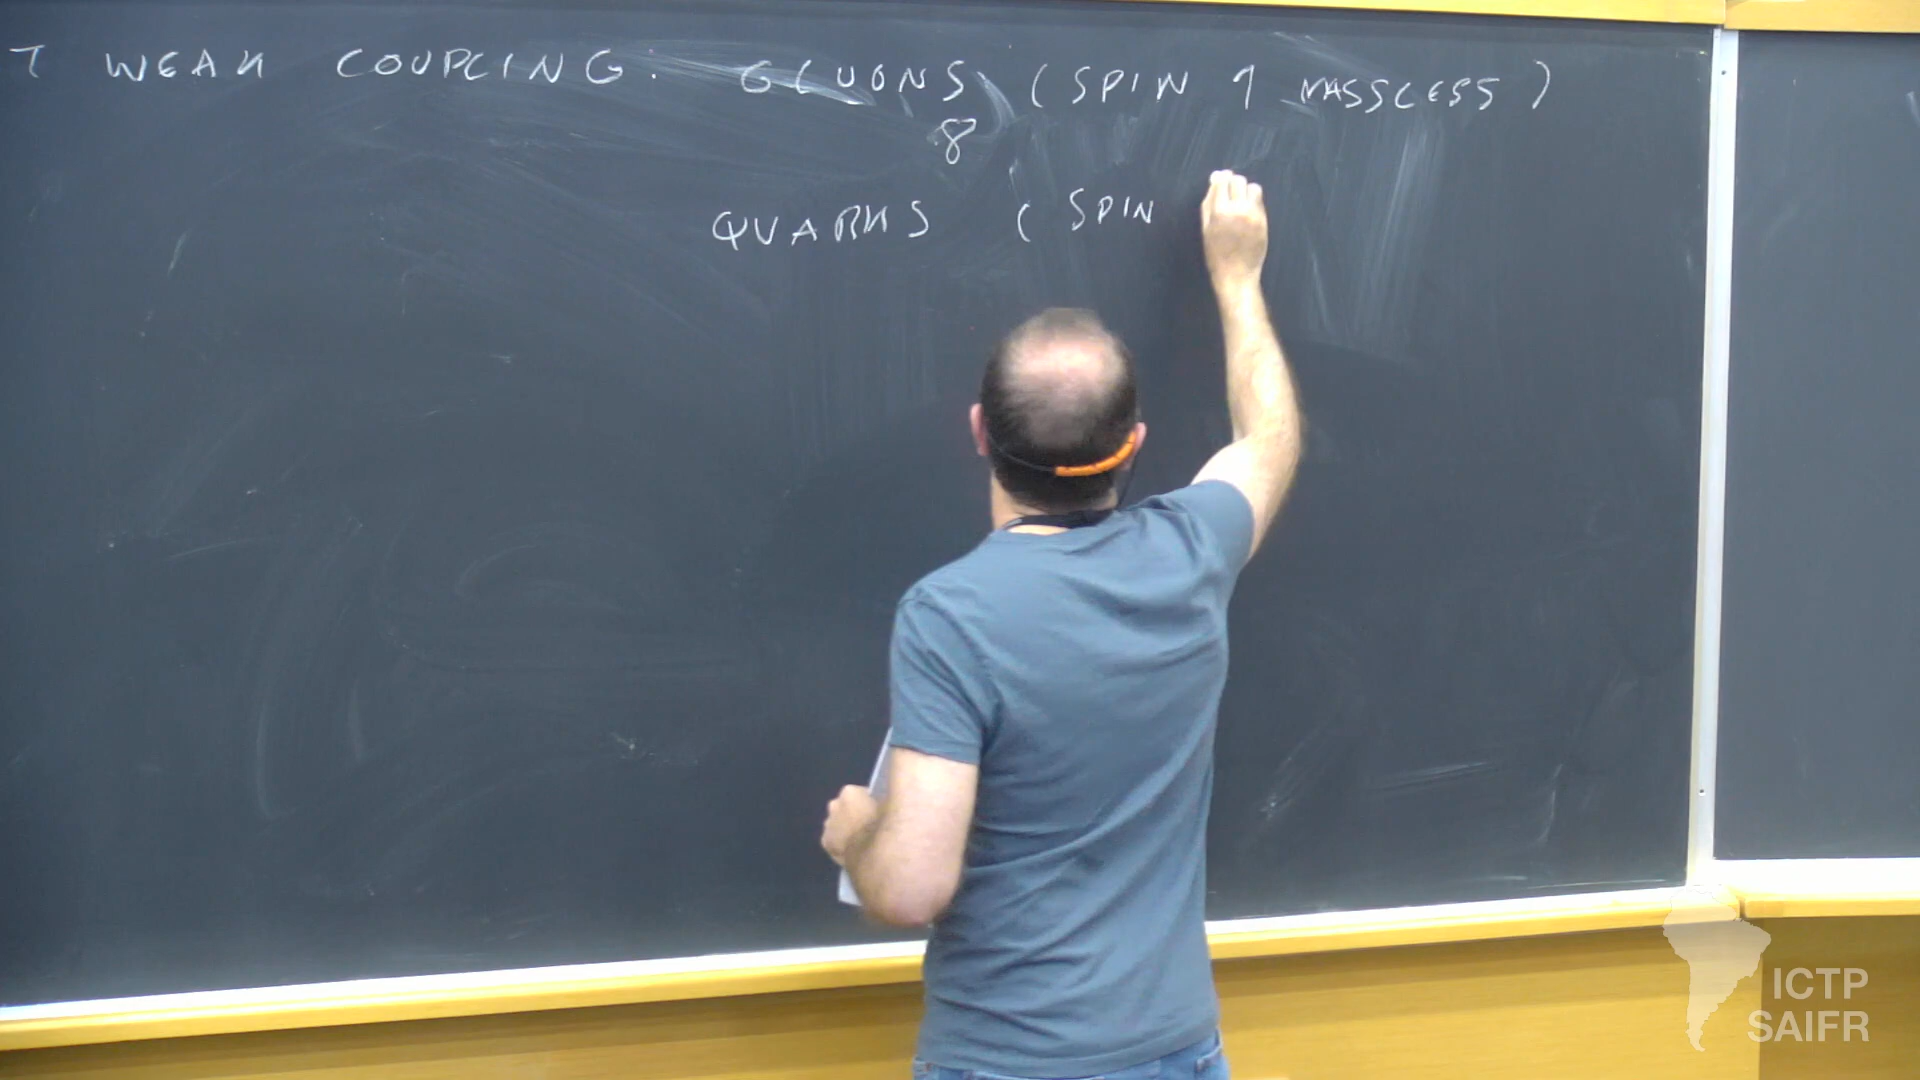 T WEAK COUPLING. GLUONS (SPIN 1 MASSLESS)
8
QUARKS (SPIN
ICTP
SAIFR